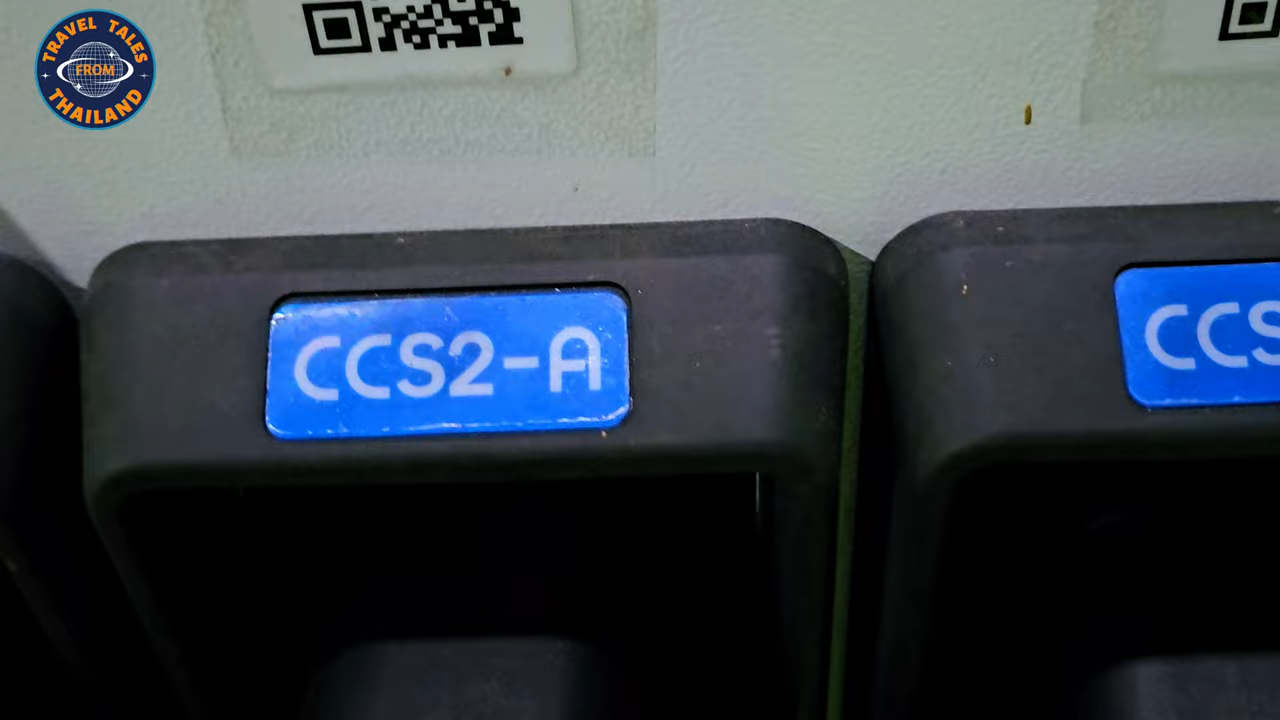 TRAVEL TALES
FROM
THAILAND
CCS2-A
CCS